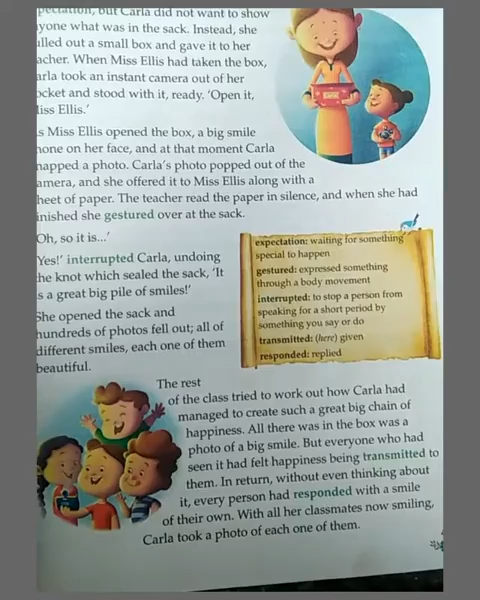 pectation, but Carla did not want to show
yone what was in the sack. Instead, she
lled out a small box and gave it to her
acher. When Miss Ellis had taken the box,
arla took an instant camera out of her
ocket and stood with it, ready. ‘Open it,
iss Ellis.’
s Miss Ellis opened the box, a big smile
hone on her face, and at that moment Carla
napped a photo. Carla's photo popped out of the
amera, and she offered it to Miss Ellis along with a
heet of paper. The teacher read the paper in silence, and when she had
inished she gestured over at the sack.
Oh, so it is...’
Yes!’ interrupted Carla, undoing
he knot which sealed the sack, ‘It
s a great big pile of smiles!’
She opened the sack and
hundreds of photos fell out; all of
different smiles, each one of them
beautiful.
expectation: waiting for something
special to happen
gestured: expressed something
through a body movement
interrupted: to stop a person from
speaking for a short period by
something you say or do
transmitted: (here) given
responded: replied
The rest
of the class tried to work out how Carla had
managed to create such a great big chain of
happiness. All there was in the box was a
photo of a big smile. But everyone who had
seen it had felt happiness being transmitted to
them. In return, without even thinking about
it, every person had responded with a smile
of their own. With all her classmates now smiling,
Carla took a photo of each one of them.